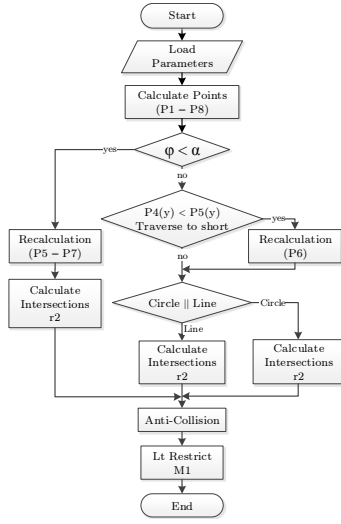 Start
Load
Parameters
Calculate Points
(P1 − P8)
φ < α
yes
no
P4(y) < P5(y)
Traverse to short
yes
Recalculation
(P5 − P7)
Recalculation
(P6)
no
Calculate
Intersections
r2
Circle || Line
Circle
Line
Calculate
Intersections
r2
Calculate
Intersections
r2
Anti-Collision
Lt Restrict
M1
End